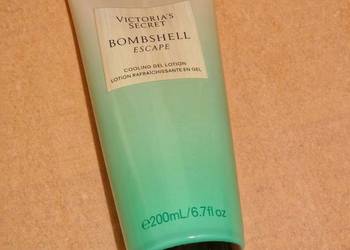 VICTORIA'S
SECRET
BOMBSHELL
ESCAPE
COOLING GEL LOTION
LOTION RAFRAÎCHISSANTE EN GEL
℮200mL/6.7fl oz